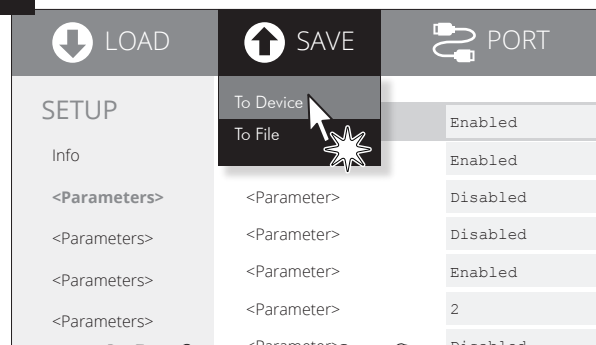 LOAD SAVE PORT
SETUP
To Device
To File
Enabled
Info
Enabled
<Parameters>
<Parameter>
Disabled
<Parameters>
<Parameter>
Disabled
<Parameters>
<Parameter>
Enabled
<Parameters>
<Parameter>
2